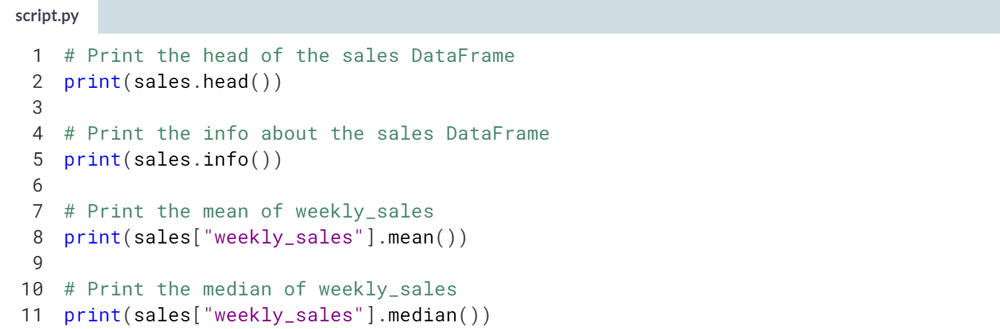 script.py
1 # Print the head of the sales DataFrame
2 print(sales.head())
3
4 # Print the info about the sales DataFrame
5 print(sales.info())
6
7 # Print the mean of weekly_sales
8 print(sales["weekly_sales"].mean())
9
10 # Print the median of weekly_sales
11 print(sales["weekly_sales"].median())